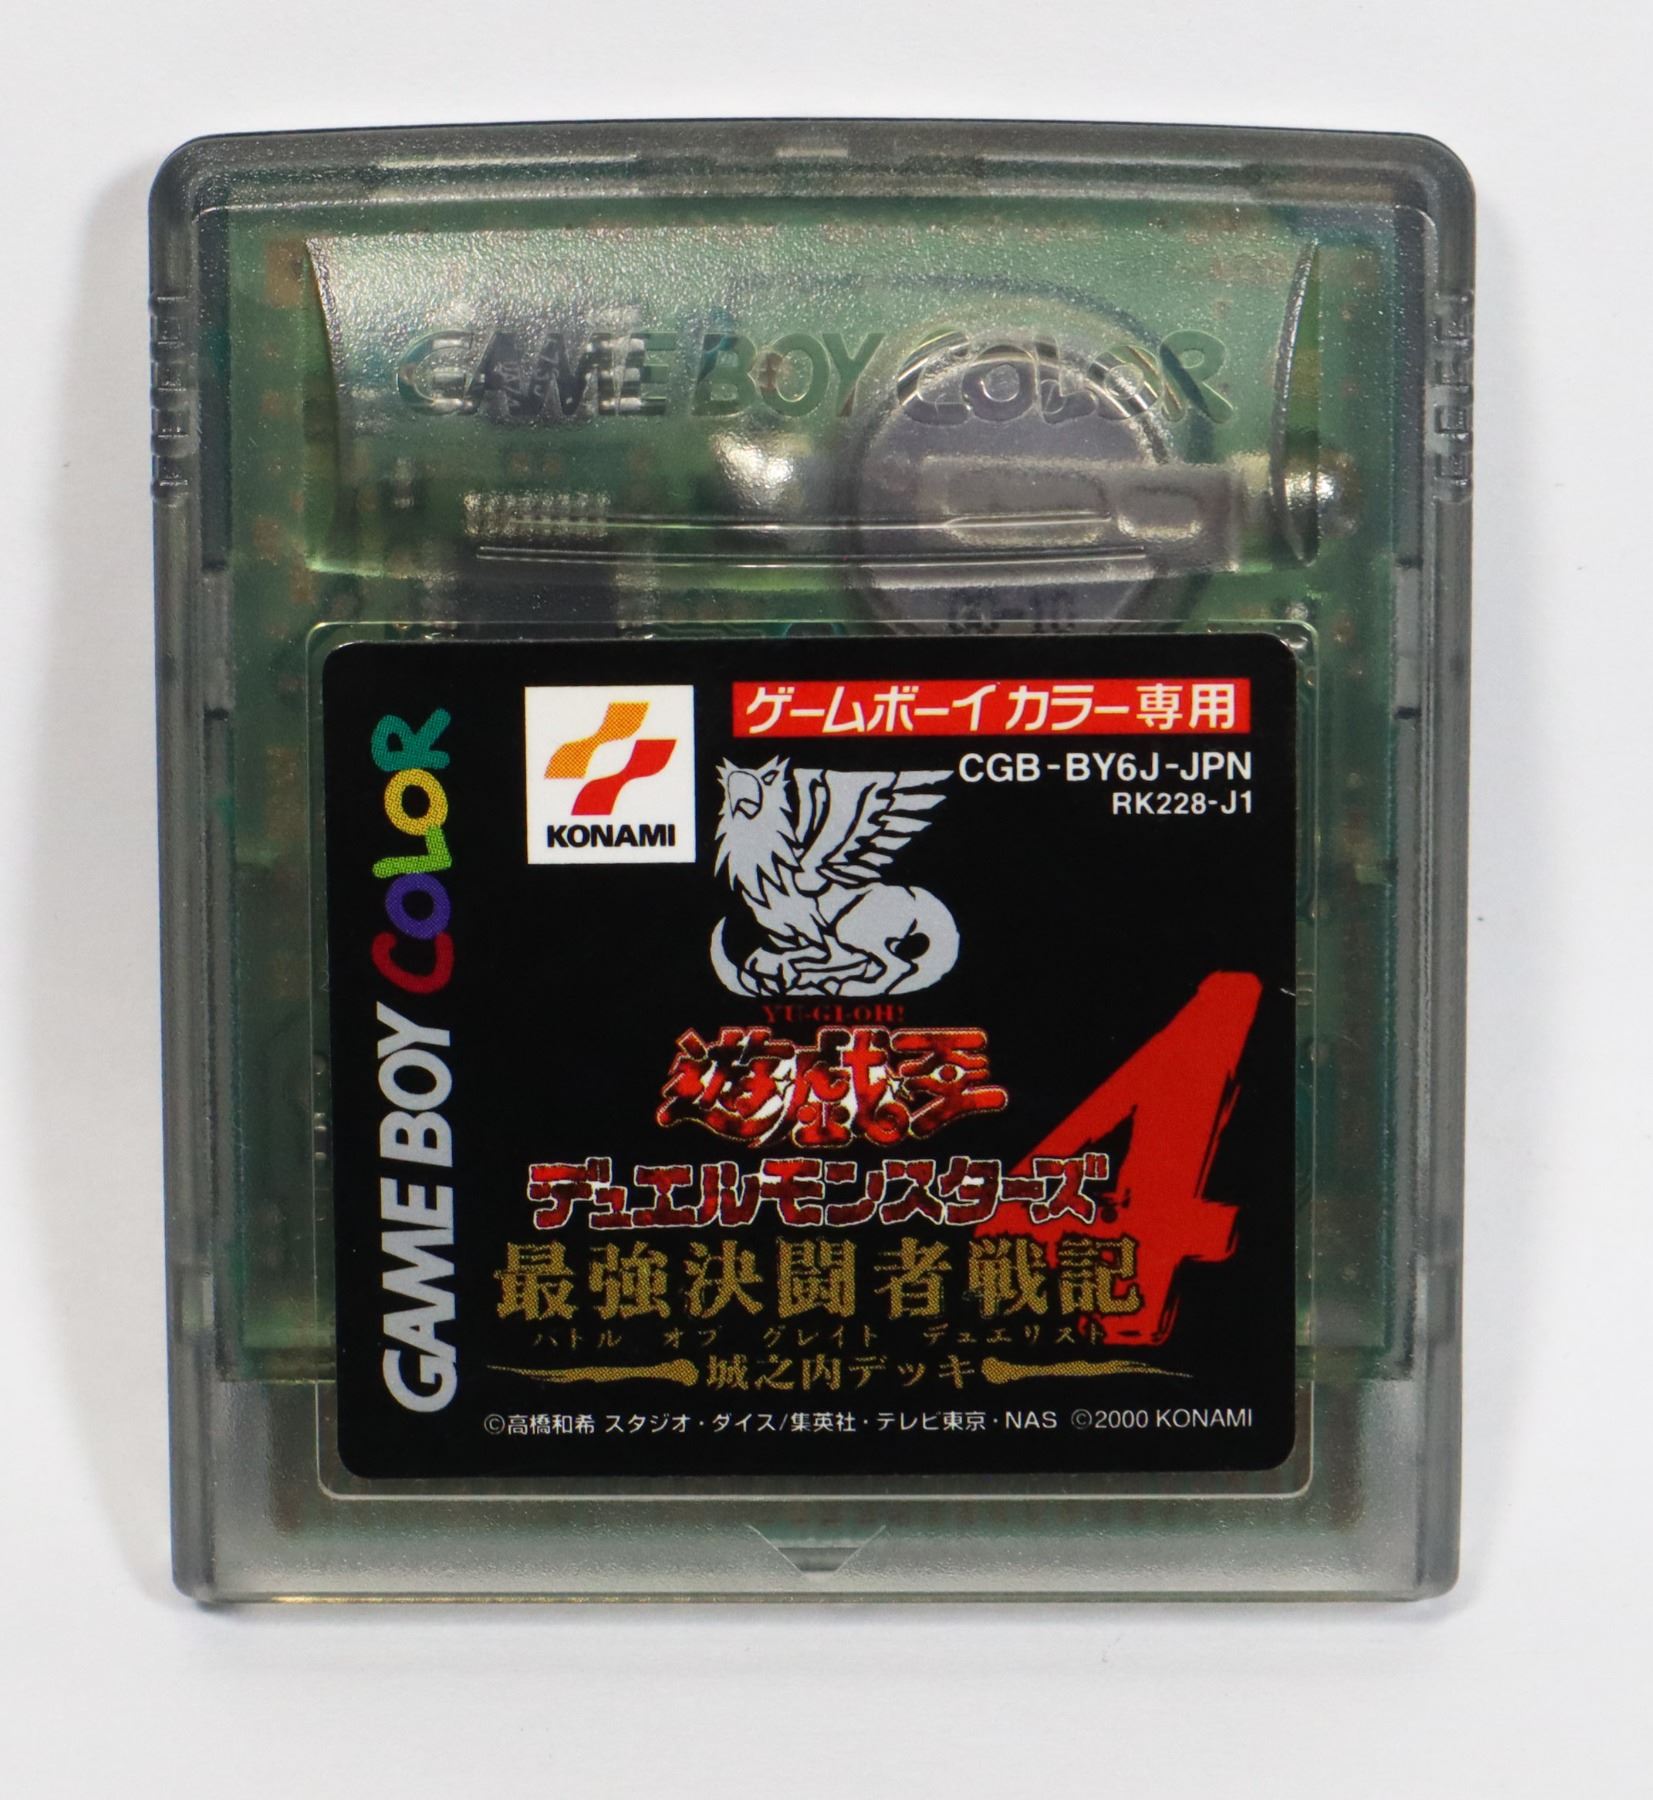 GAME BOY COLOR
GAME BOY COLOR
KONAMI
ゲームボーイカラー専用
CGB-BY6J-JPN
RK228-J1
YU-GI-OH!
遊戯王
デュエルモンスターズ
4
最強決闘者戦記
バトル オブ グレイト デュエリスト
城之内デッキ
©高橋和希 スタジオ・ダイス/集英社・テレビ東京・NAS ©2000 KONAMI